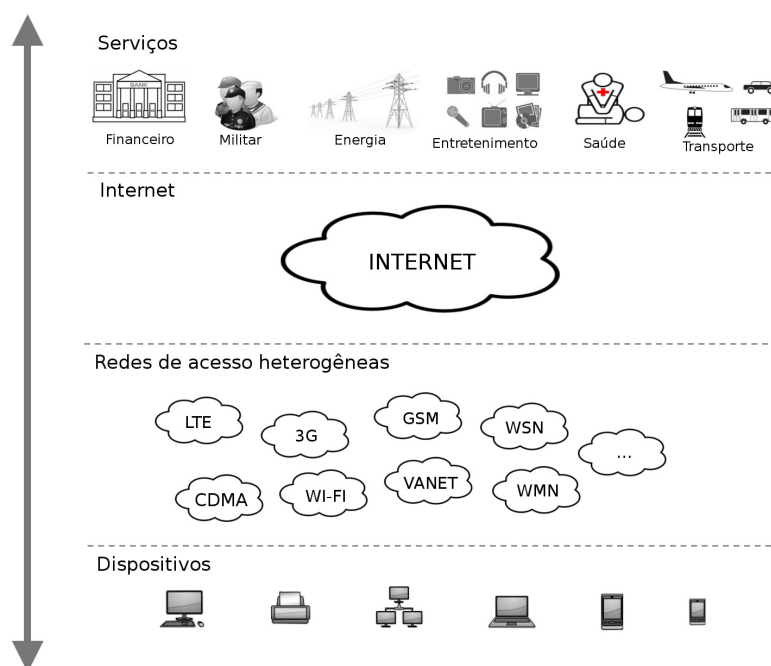 Serviços
BANK
Financeiro
Militar
Energia
Entretenimento
Saúde
Transporte
Internet
INTERNET
Redes de acesso heterogêneas
LTE
3G
GSM
WSN
...
CDMA
WI-FI
VANET
WMN
Dispositivos